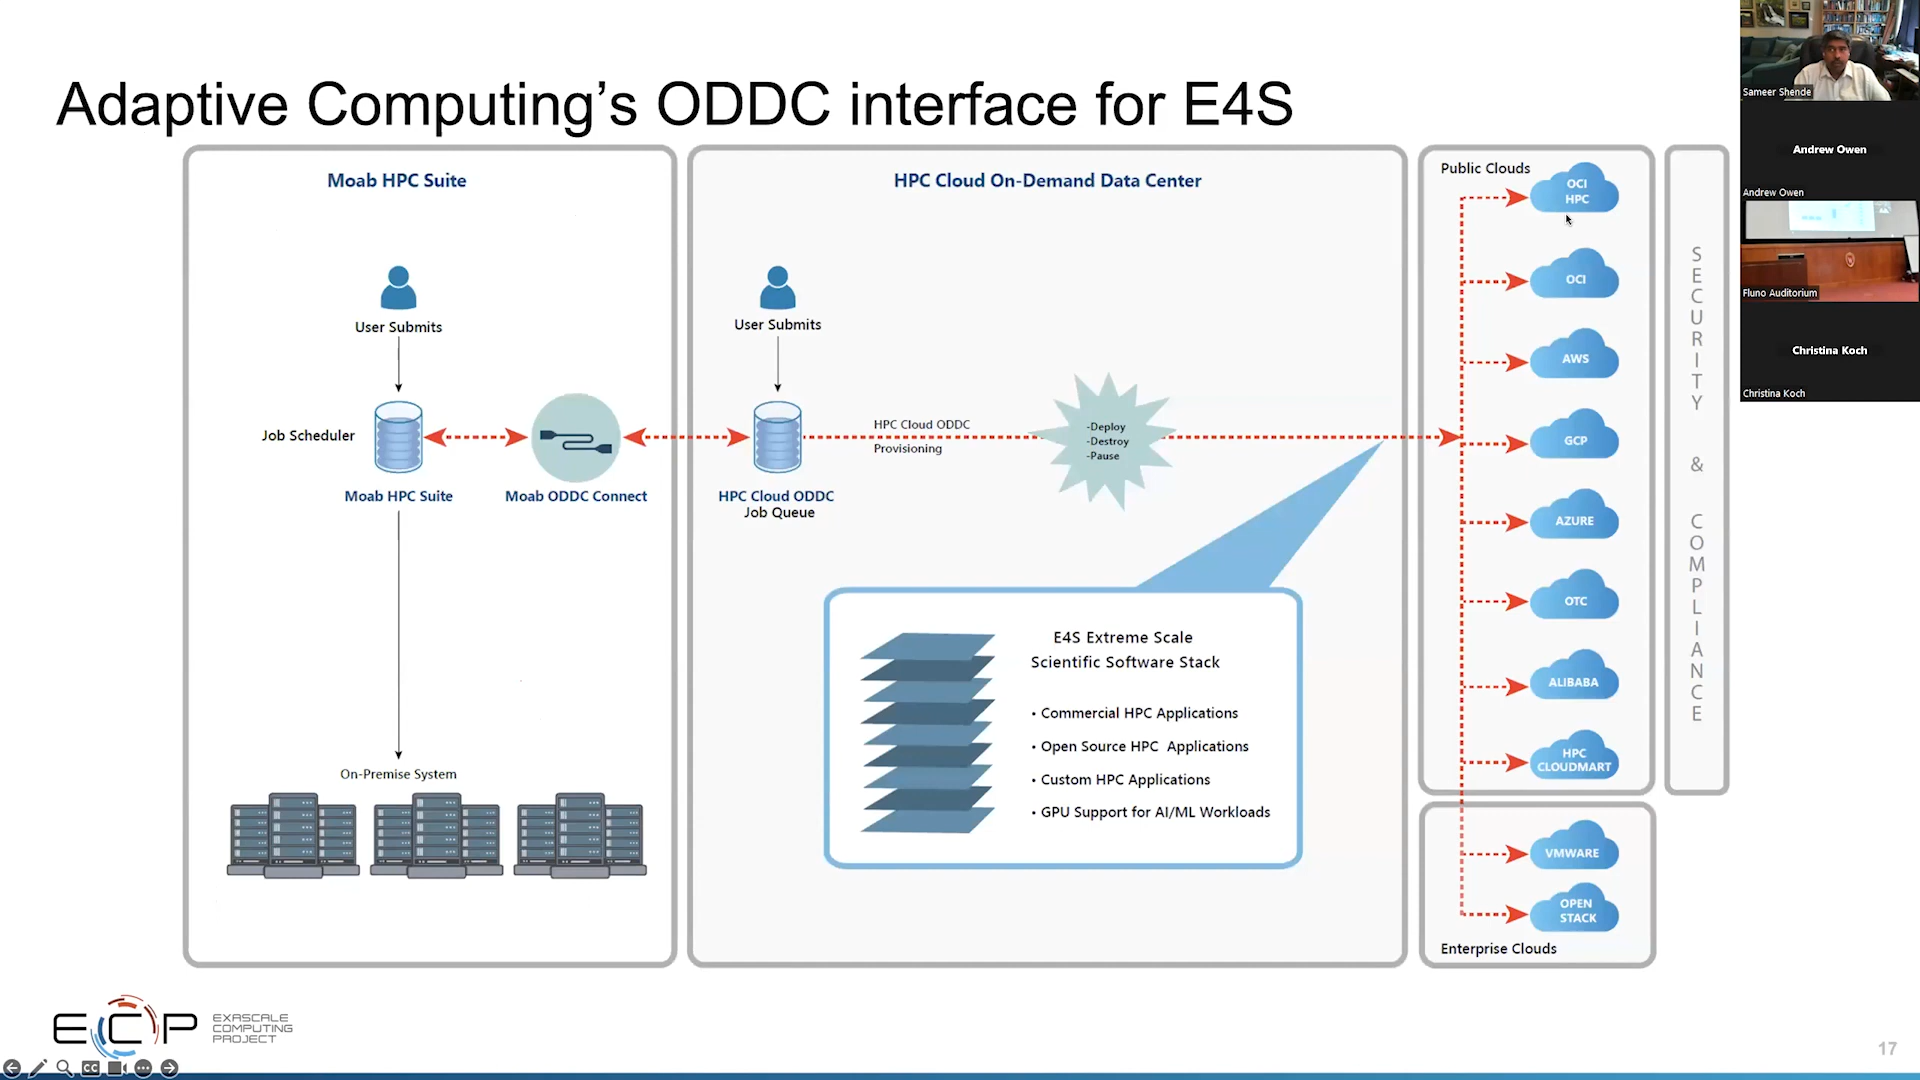 Adaptive Computing's ODDC interface for E4S
Moab HPC Suite
User Submits
Job Scheduler
Moab HPC Suite
Moab ODDC Connect
On-Premise System
HPC Cloud On-Demand Data Center
User Submits
HPC Cloud ODDC
Job Queue
HPC Cloud ODDC
Provisioning
-Deploy
-Destroy
-Pause
E4S Extreme Scale
Scientific Software Stack
• Commercial HPC Applications
• Open Source HPC Applications
• Custom HPC Applications
• GPU Support for AI/ML Workloads
Public Clouds
OCI
HPC
OCI
AWS
GCP
AZURE
OTC
ALIBABA
HPC
CLOUDMART
VMWARE
OPEN
STACK
Enterprise Clouds
SECURITY & COMPLIANCE
Sameer Shende
Andrew Owen
Andrew Owen
Fluno Auditorium
Christina Koch
Christina Koch
ECP
EXASCALE
COMPUTING
PROJECT
CC
17